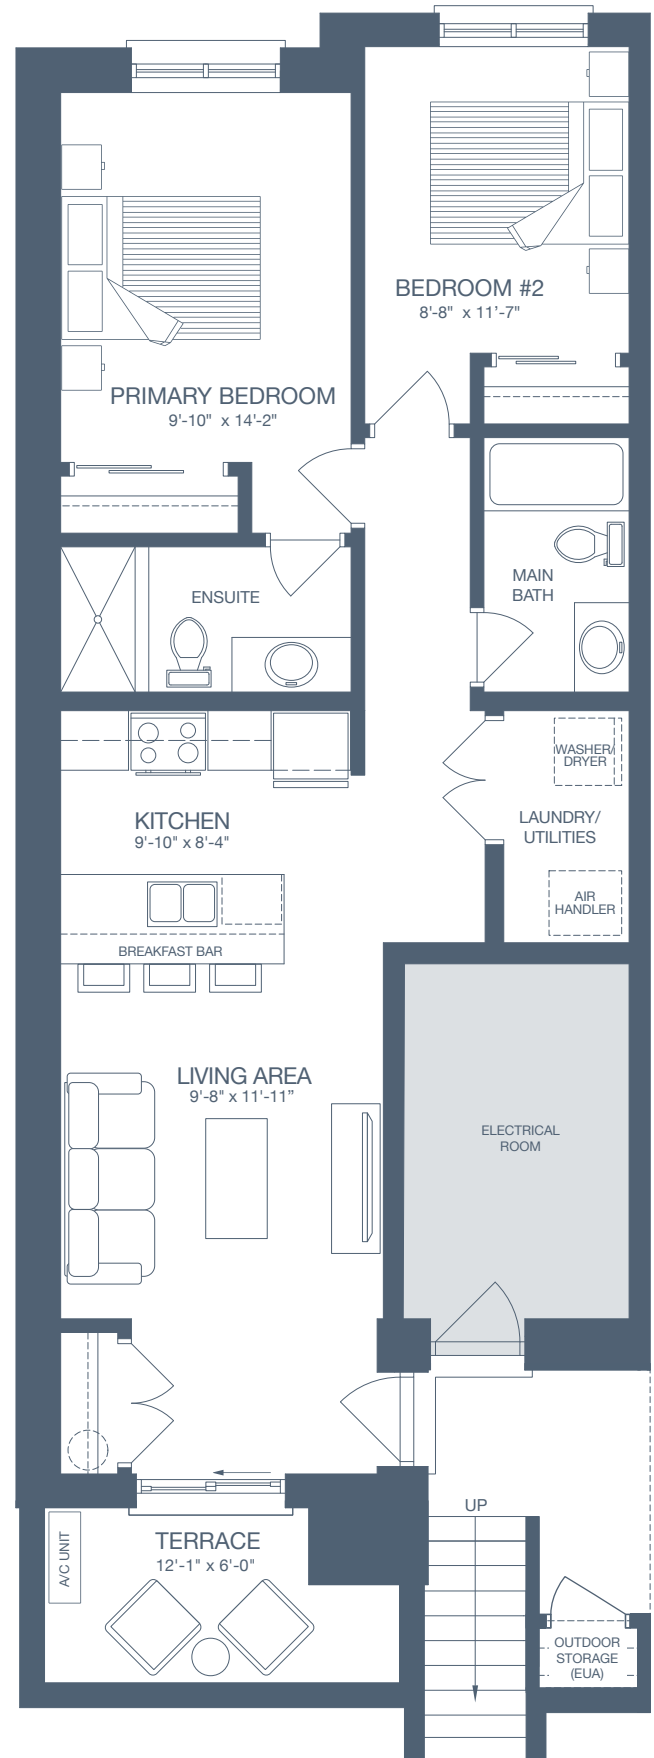 BEDROOM #2
8'-8" x 11'-7"
PRIMARY BEDROOM
9'-10" x 14'-2"
ENSUITE
MAIN
BATH
WASHER/
DRYER
KITCHEN
9'-10" x 8'-4"
LAUNDRY/
UTILITIES
AIR
HANDLER
BREAKFAST BAR
LIVING AREA
9'-8" x 11'-11”
ELECTRICAL
ROOM
UP
TERRACE
12'-1" x 6'-0"
A/C UNIT
OUTDOOR
STORAGE
(EUA)